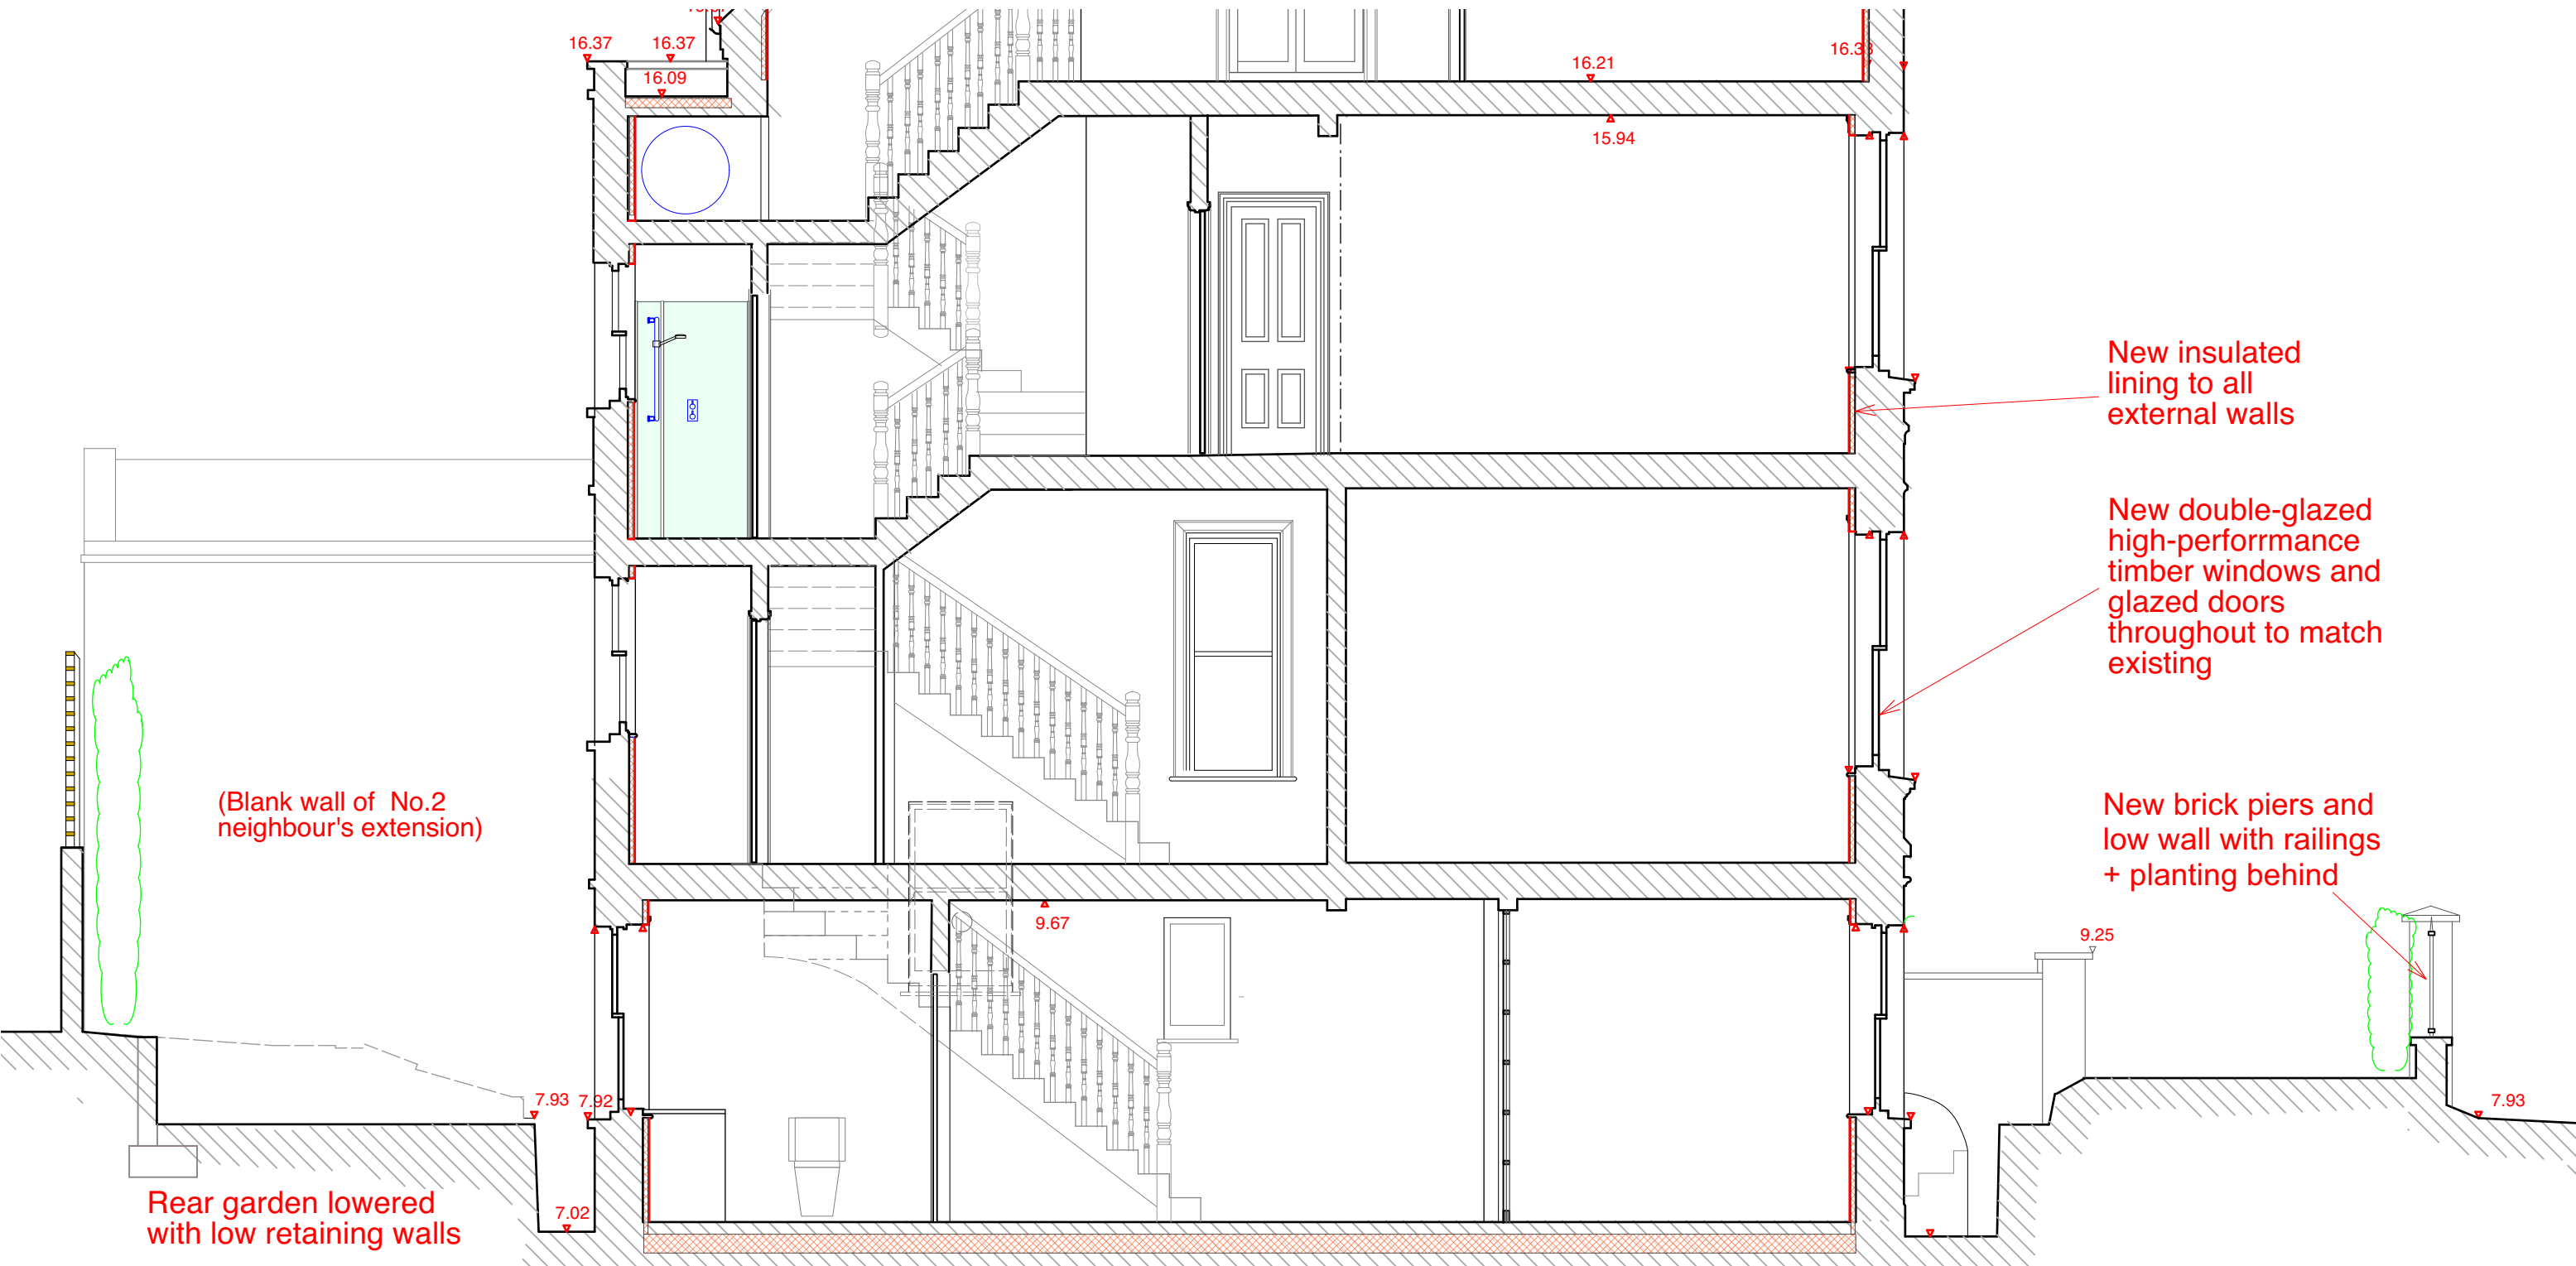 16.37
16.37
16.09
16.21
15.94
New insulated
lining to all
external walls
New double-glazed
high-perforrmance
timber windows and
glazed doors
throughout to match
existing
(Blank wall of No.2
neighbour's extension)
New brick piers and
low wall with railings
+ planting behind
9.67
9.25
7.93
7.92
7.93
Rear garden lowered
with low retaining walls
7.02